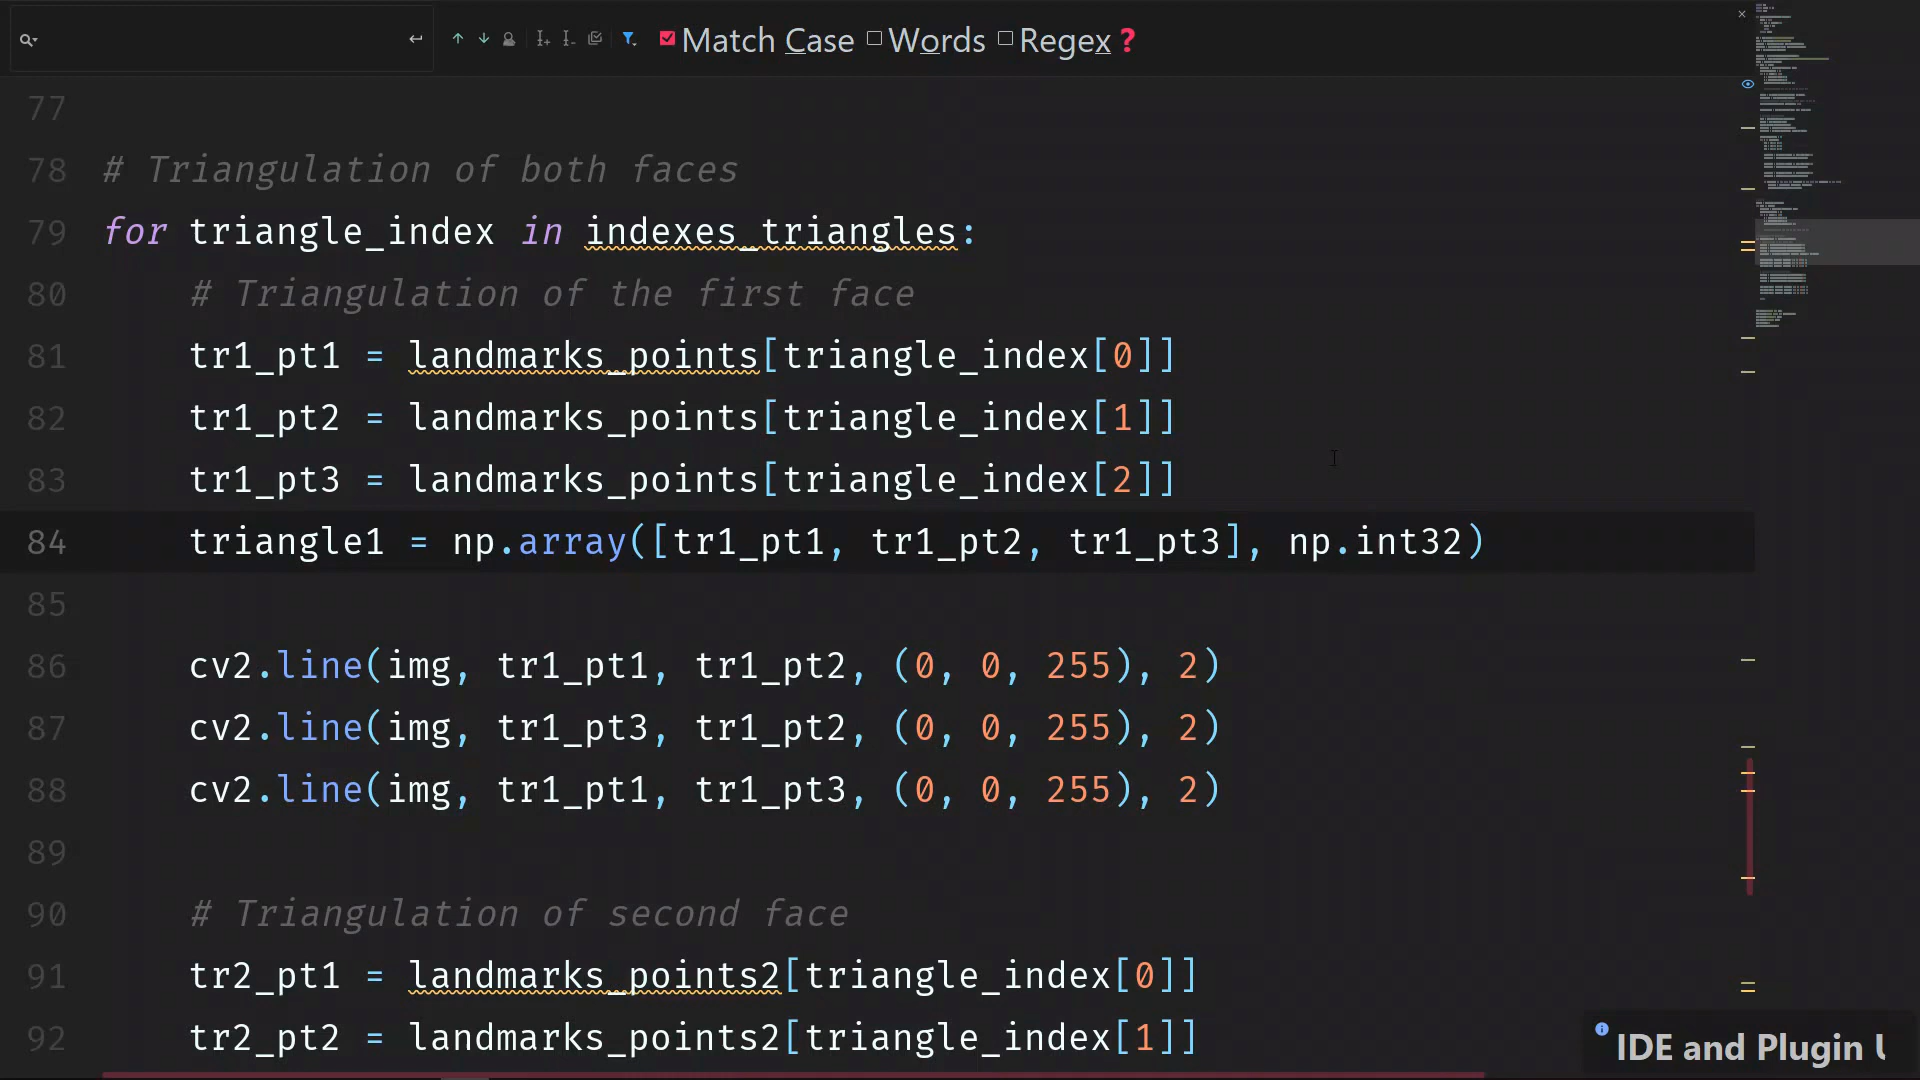 Match Case Words Regex ?
77
78 # Triangulation of both faces
79 for triangle_index in indexes_triangles:
80 # Triangulation of the first face
81 tr1_pt1 = landmarks_points[triangle_index[0]]
82 tr1_pt2 = landmarks_points[triangle_index[1]]
83 tr1_pt3 = landmarks_points[triangle_index[2]]
84 triangle1 = np.array([tr1_pt1, tr1_pt2, tr1_pt3], np.int32)
85
86 cv2.line(img, tr1_pt1, tr1_pt2, (0, 0, 255), 2)
87 cv2.line(img, tr1_pt3, tr1_pt2, (0, 0, 255), 2)
88 cv2.line(img, tr1_pt1, tr1_pt3, (0, 0, 255), 2)
89
90 # Triangulation of second face
91 tr2_pt1 = landmarks_points2[triangle_index[0]]
92 tr2_pt2 = landmarks_points2[triangle_index[1]]
IDE and Plugin